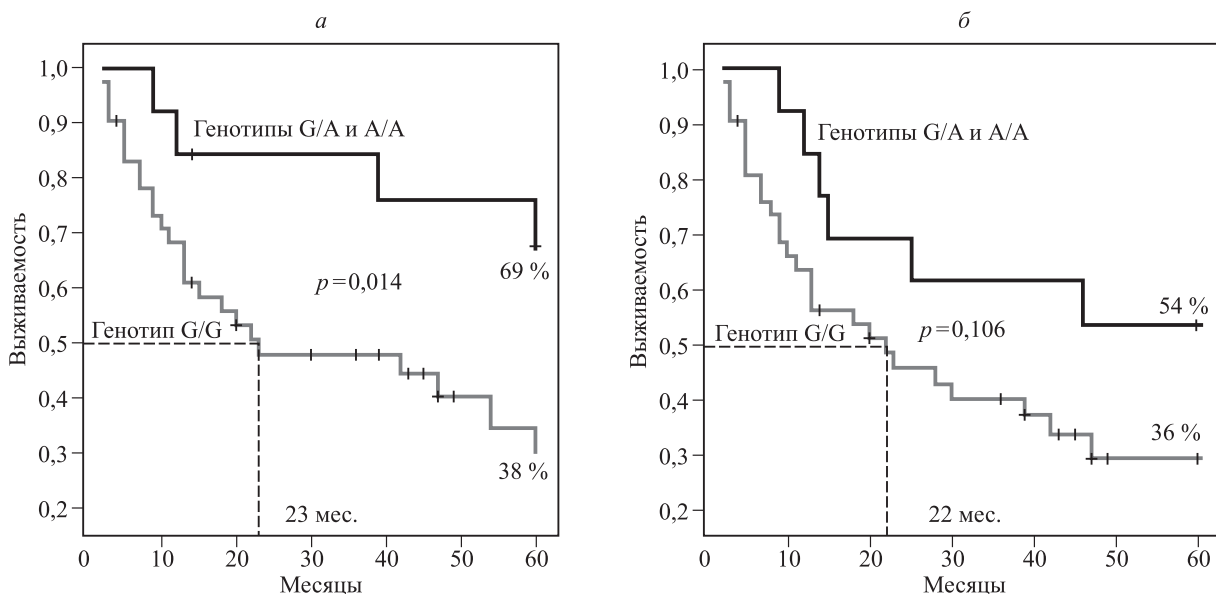 а
Выживаемость
1,0
0,9
0,8
0,7
0,6
0,5
0,4
0,3
0,2
Генотипы G/A и A/A
69 %
p = 0,014
Генотип G/G
38 %
23 мес.
0 10 20 30 40 50 60
Месяцы
б
Выживаемость
1,0
0,9
0,8
0,7
0,6
0,5
0,4
0,3
0,2
Генотипы G/A и A/A
54 %
Генотип G/G
p = 0,106
36 %
22 мес.
0 10 20 30 40 50 60
Месяцы